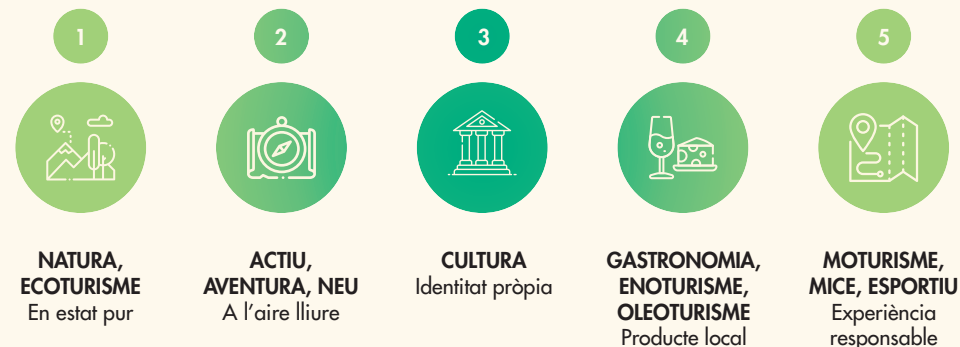 1
NATURA,
ECOTURISME
En estat pur
2
ACTIU,
AVENTURA, NEU
A l'aire lliure
3
CULTURA
Identitat pròpia
4
GASTRONOMIA,
ENOTURISME,
OLEOTURISME
Producte local
5
MOTURISME,
MICE, ESPORTIU
Experiència
responsable